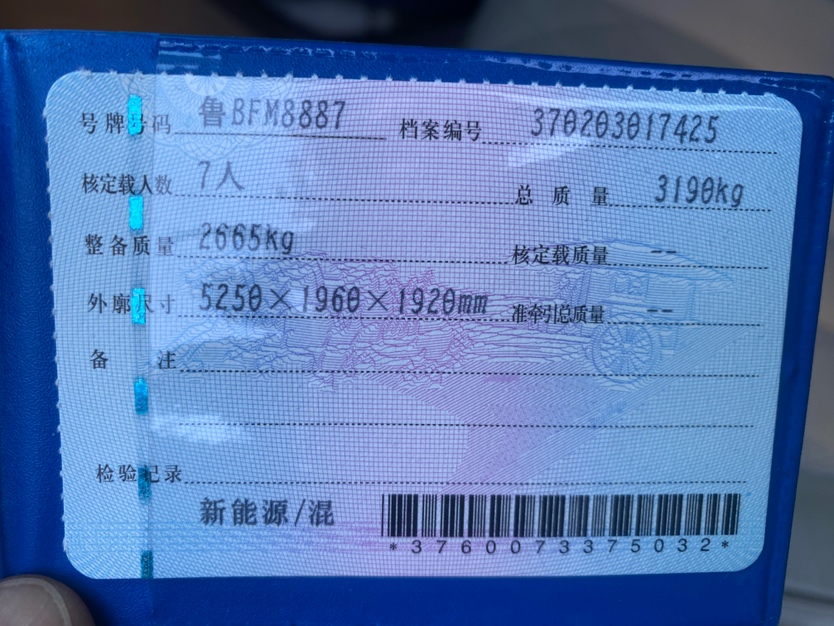 号牌号码 鲁BFM8887 档案编号 370203017425
核定载人数 7人 总质量 3190kg
整备质量 2665kg 核定载质量 --
外廓尺寸 5250×1960×1920mm 准牵引总质量 --
备注
检验记录
新能源/混
*3760073375032*